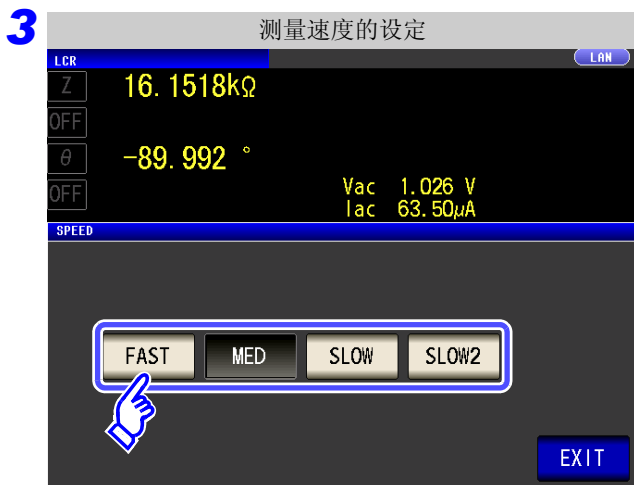 3
测量速度的设定
LCR
LAN
Z 16.1518kΩ
OFF
θ -89.992 °
OFF
Vac 1.026 V
Iac 63.50μA
SPEED
FAST MED SLOW SLOW2
EXIT